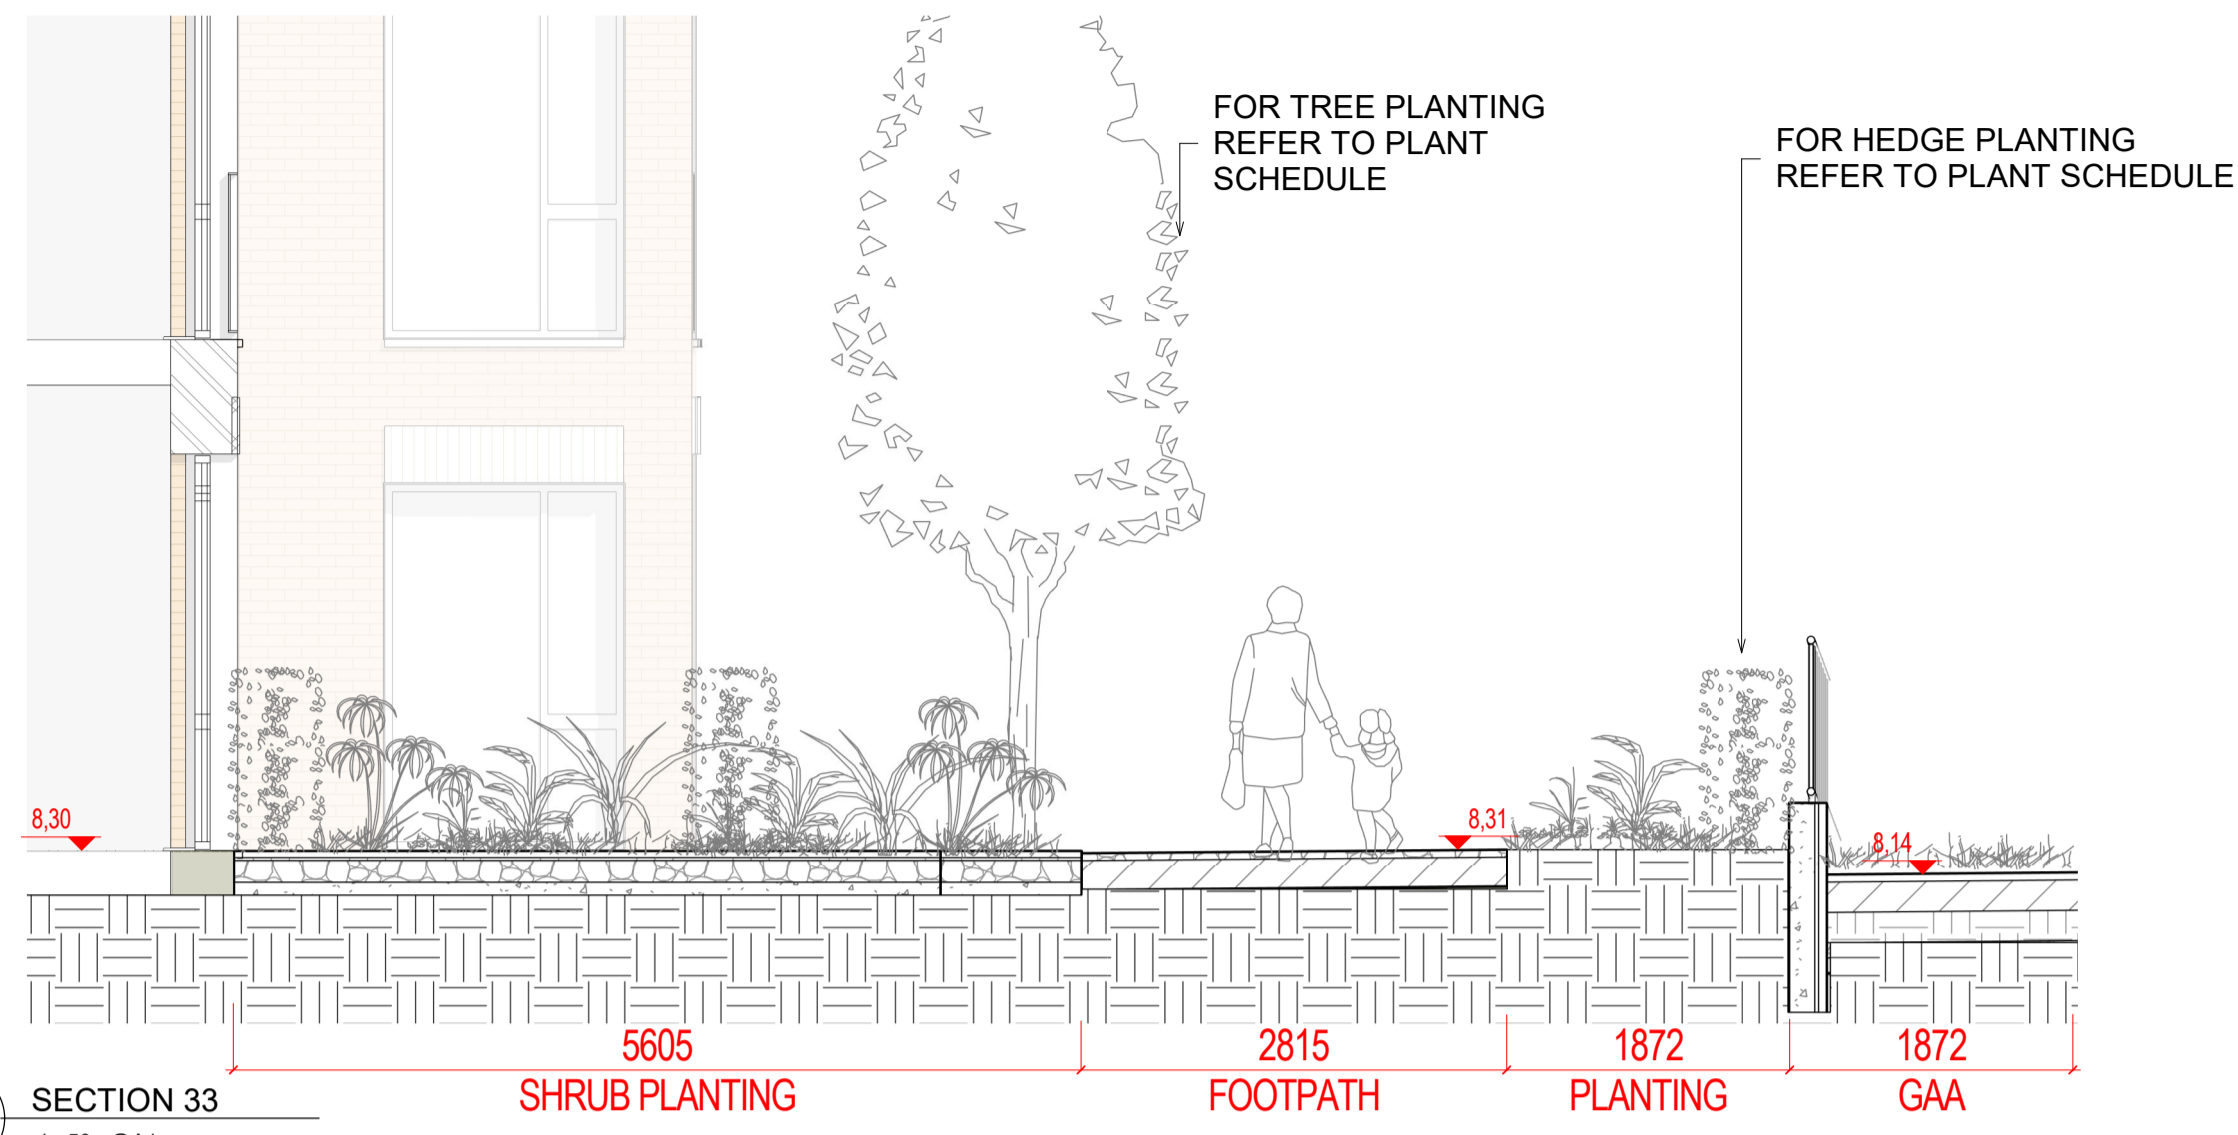 FOR TREE PLANTING
REFER TO PLANT
SCHEDULE
FOR HEDGE PLANTING
REFER TO PLANT SCHEDULE
8,30
8,31
8,14
5605
2815
1872
1872
SHRUB PLANTING
FOOTPATH
PLANTING
GAA
SECTION 33